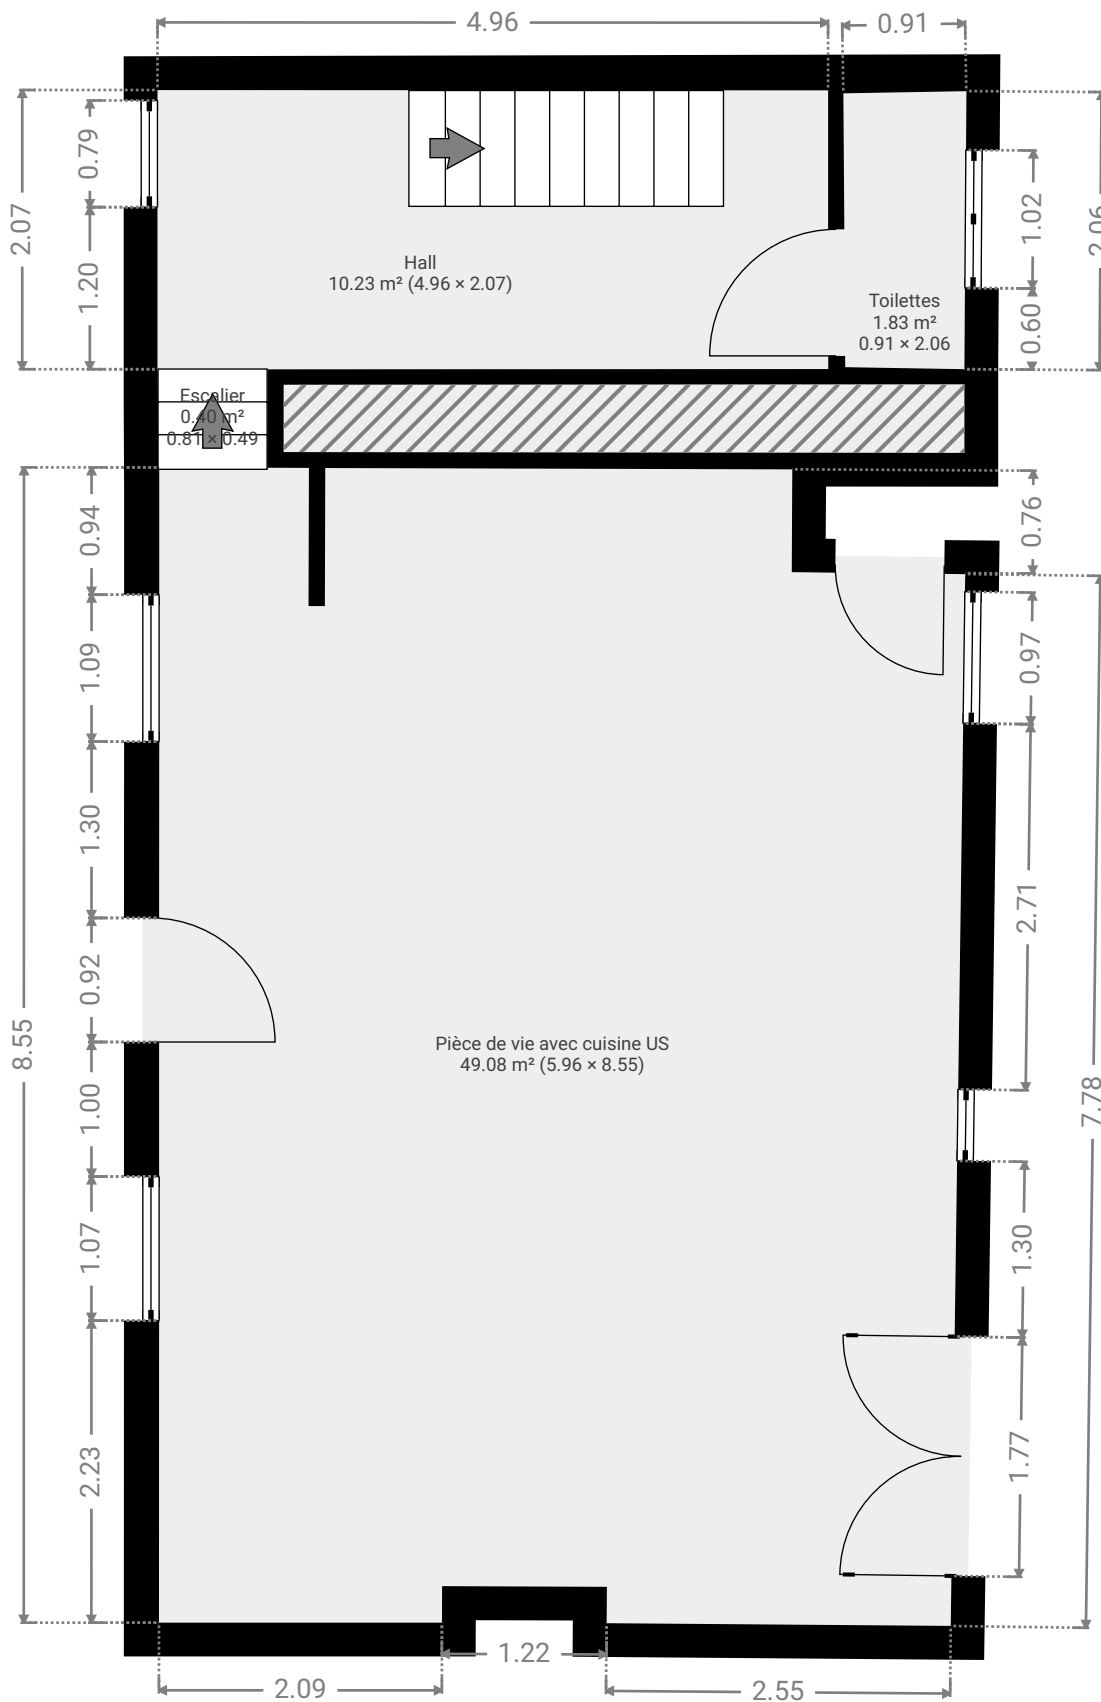 4.96
0.91
0.79
2.07
1.20
1.02
2.06
0.60
Hall
10.23 m² (4.96 × 2.07)
Toilettes
1.83 m²
0.91 × 2.06
Escalier
0.40 m²
0.81 × 0.49
0.94
0.76
1.09
0.97
1.30
2.71
0.92
8.55
Pièce de vie avec cuisine US
49.08 m² (5.96 × 8.55)
1.00
7.78
1.07
1.30
2.23
1.77
1.22
2.09
2.55